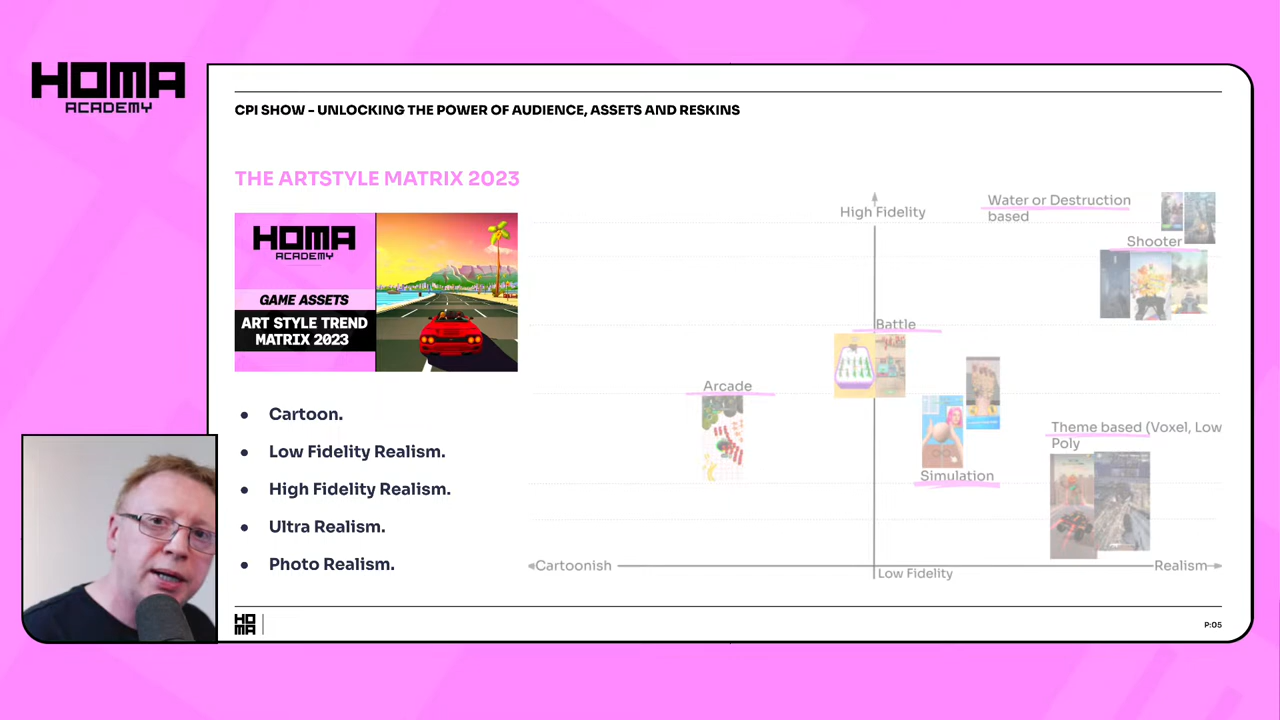 HOMA
ACADEMY
CPI SHOW – UNLOCKING THE POWER OF AUDIENCE, ASSETS AND RESKINS
THE ARTSTYLE MATRIX 2023
HOMA
ACADEMY
GAME ASSETS
ART STYLE TREND
MATRIX 2023
● Cartoon.
● Low Fidelity Realism.
● High Fidelity Realism.
● Ultra Realism.
● Photo Realism.
High Fidelity
Water or Destruction
based
Shooter
Battle
Arcade
Theme based (Voxel, Low
Poly
Simulation
Cartoonish
Realism
Low Fidelity
HO
MA
P:05